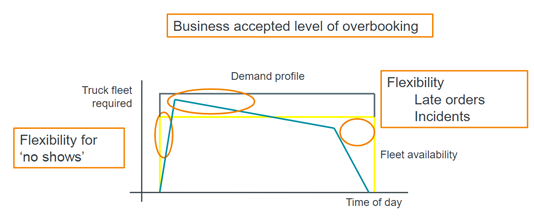 Business accepted level of overbooking
Demand profile
Truck fleet
required
Flexibility
Late orders
Incidents
Flexibility for
'no shows'
Fleet availability
Time of day